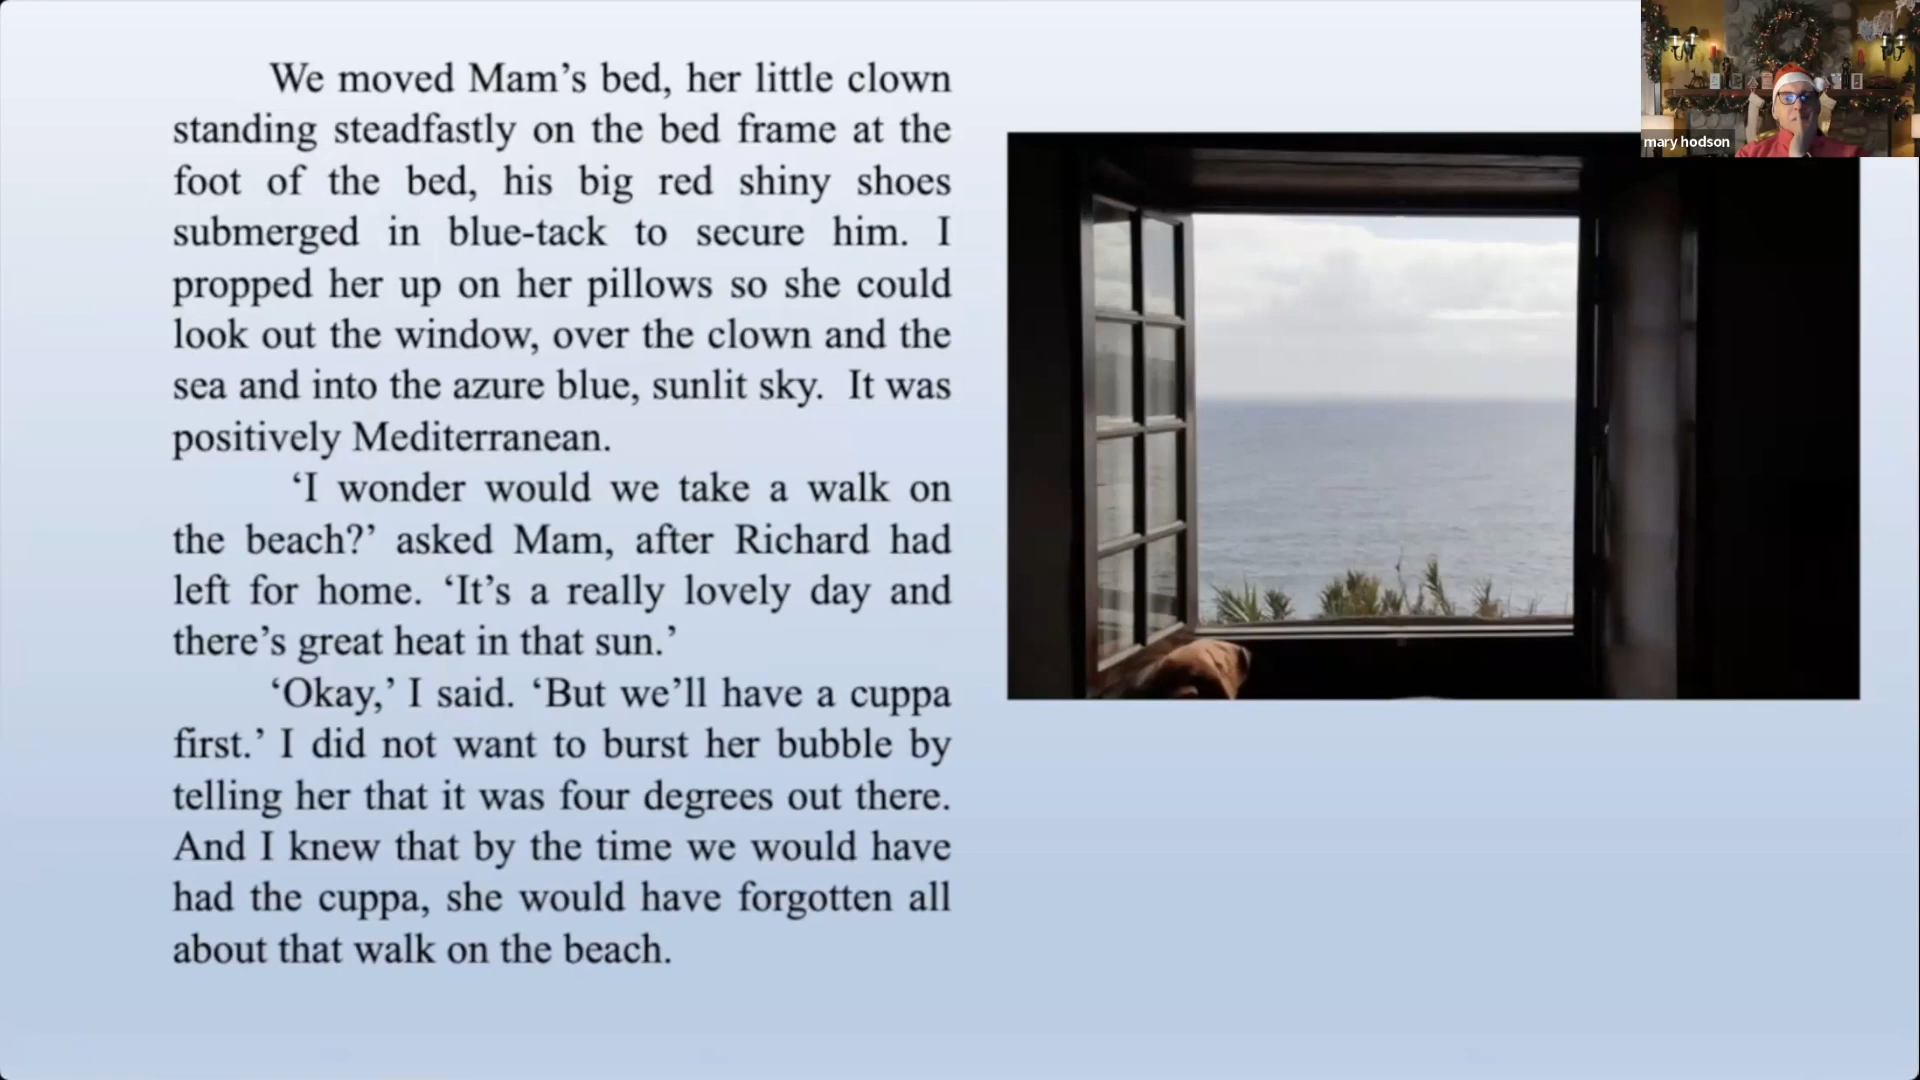 We moved Mam’s bed, her little clown
standing steadfastly on the bed frame at the
foot of the bed, his big red shiny shoes
submerged in blue-tack to secure him. I
propped her up on her pillows so she could
look out the window, over the clown and the
sea and into the azure blue, sunlit sky.  It was
positively Mediterranean.
‘I wonder would we take a walk on
the beach?’ asked Mam, after Richard had
left for home. ‘It’s a really lovely day and
there’s great heat in that sun.’
‘Okay,’ I said. ‘But we’ll have a cuppa
first.’ I did not want to burst her bubble by
telling her that it was four degrees out there.
And I knew that by the time we would have
had the cuppa, she would have forgotten all
about that walk on the beach.
mary hodson